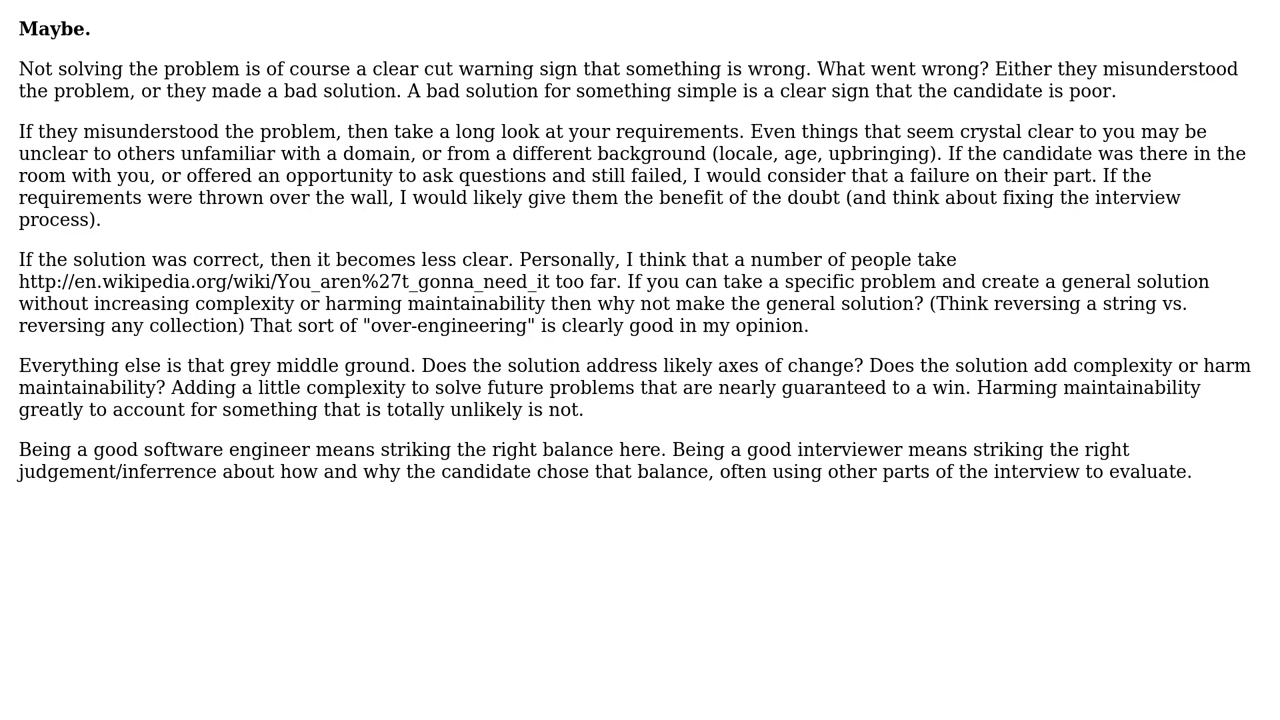 Maybe.
Not solving the problem is of course a clear cut warning sign that something is wrong. What went wrong? Either they misunderstood
the problem, or they made a bad solution. A bad solution for something simple is a clear sign that the candidate is poor.
If they misunderstood the problem, then take a long look at your requirements. Even things that seem crystal clear to you may be
unclear to others unfamiliar with a domain, or from a different background (locale, age, upbringing). If the candidate was there in the
room with you, or offered an opportunity to ask questions and still failed, I would consider that a failure on their part. If the
requirements were thrown over the wall, I would likely give them the benefit of the doubt (and think about fixing the interview
process).
If the solution was correct, then it becomes less clear. Personally, I think that a number of people take
http://en.wikipedia.org/wiki/You_aren%27t_gonna_need_it too far. If you can take a specific problem and create a general solution
without increasing complexity or harming maintainability then why not make the general solution? (Think reversing a string vs.
reversing any collection) That sort of "over-engineering" is clearly good in my opinion.
Everything else is that grey middle ground. Does the solution address likely axes of change? Does the solution add complexity or harm
maintainability? Adding a little complexity to solve future problems that are nearly guaranteed to a win. Harming maintainability
greatly to account for something that is totally unlikely is not.
Being a good software engineer means striking the right balance here. Being a good interviewer means striking the right
judgement/inferrence about how and why the candidate chose that balance, often using other parts of the interview to evaluate.